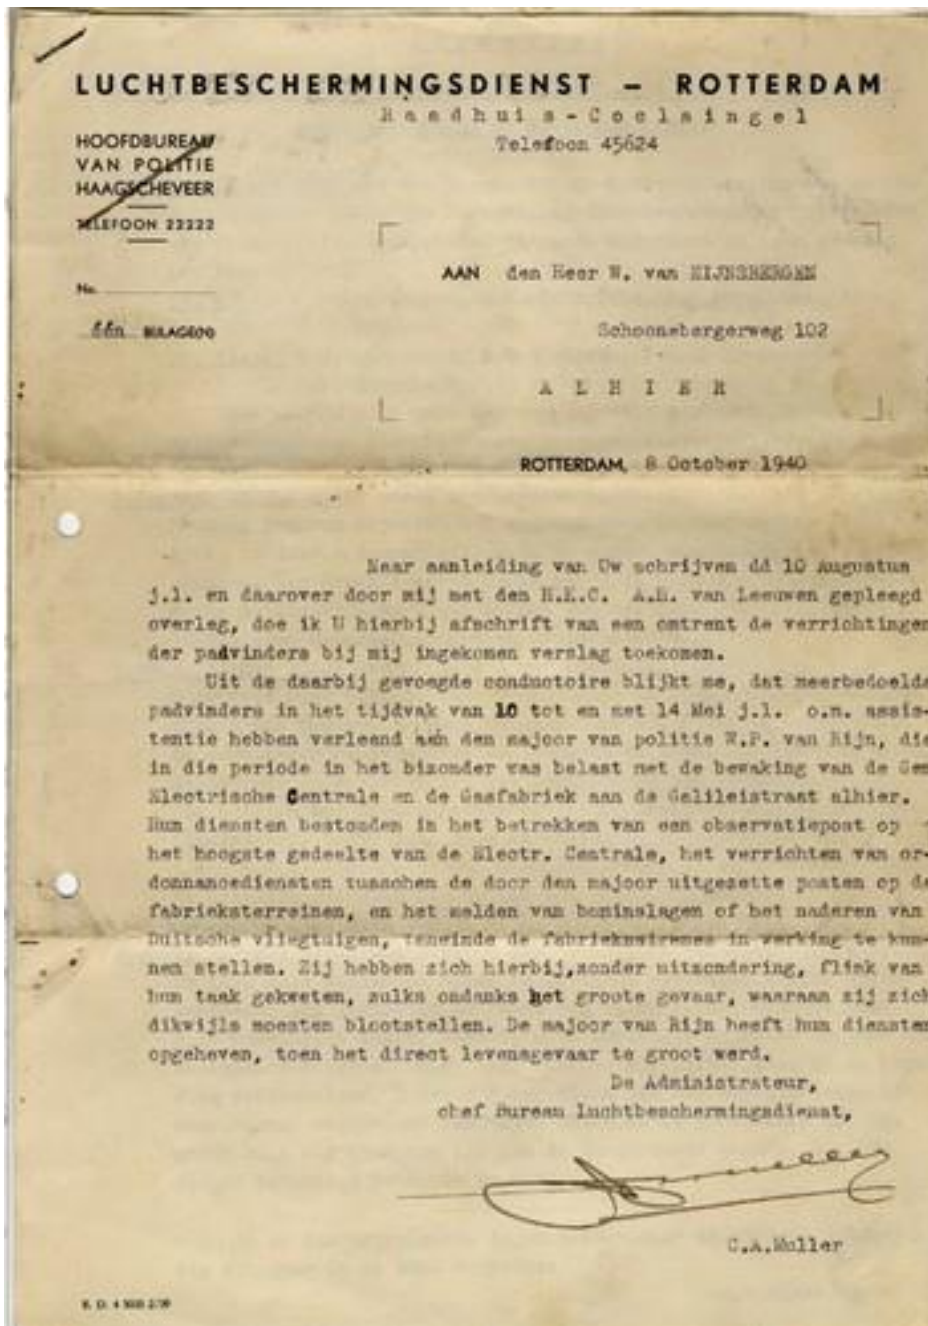 LUCHTBESCHERMINGSDIENST – ROTTERDAM
Raadhuis-Coolsingel
Telefoon 45624
HOOFDBUREAU
VAN POLITIE
HAAGSCHEVEER
TELEFOON 22222
AAN den Heer W. van MIJNSBERGEN
No.
één BIJLAGE(N)
Schoonebergerweg 102
ALHIER
ROTTERDAM, 8 October 1940
Naar aanleiding van Uw schrijven dd 10 Augustus
j.l. en daarover door mij met den H.K.C. A.H. van Leeuwen gepleegd
overleg, doe ik U hierbij afschrift van een omtrent de verrichtingen
der padvinders bij mij ingekomen verslag toekomen.
Uit de daarbij gevoegde conductoire blijkt me, dat meerbedoelde
padvinders in het tijdvak van 10 tot en met 14 Mei j.l. o.m. assis-
tentie hebben verleend aan den majoor van politie W.P. van Rijn, die
in die periode in het bizonder was belast met de bewaking van de Gem
Electrische Centrale en de Gasfabriek aan de Galileistraat alhier.
Hun diensten bestonden in het betrekken van een observatiepost op
het hoogste gedeelte van de Electr. Centrale, het verrichten van or-
donnancediensten tusschen de door den majoor uitgezette posten op de
fabrieksterreinen, en het melden van bominslagen of het naderen van
Duitsche vliegtuigen, teneinde de fabriekssirenes in werking te kun-
nen stellen. Zij hebben zich hierbij,zonder uitzondering, flink van
hun taak gekweten, zulks ondanks het groote gevaar, waaraan zij zich
dikwijls moesten blootstellen. De majoor van Rijn heeft hun diensten
opgeheven, toen het direct levensgevaar te groot werd.
De Administrateur,
chef Bureau luchtbeschermingsdienst,
C.A.Muller